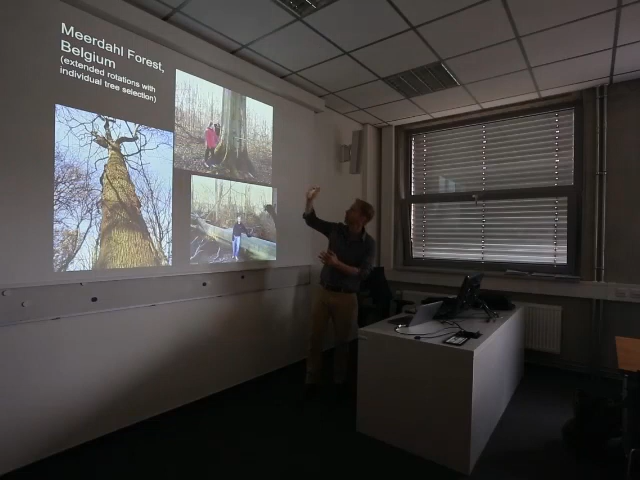 Meerdahl Forest,
Belgium
(extended rotations with
individual tree selection)